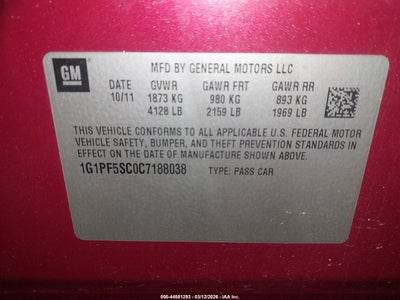 GM
MFD BY GENERAL MOTORS LLC
DATE GVWR GAWR FRT GAWR RR
10/11 1873 KG 980 KG 893 KG
4128 LB 2159 LB 1969 LB
THIS VEHICLE CONFORMS TO ALL APPLICABLE U.S. FEDERAL MOTOR
VEHICLE SAFETY, BUMPER, AND THEFT PREVENTION STANDARDS IN
EFFECT ON THE DATE OF MANUFACTURE SHOWN ABOVE.
1G1PF5SC0C7188038 TYPE: PASS CAR
000-44581293 - 03/12/2026 - IAA Inc.